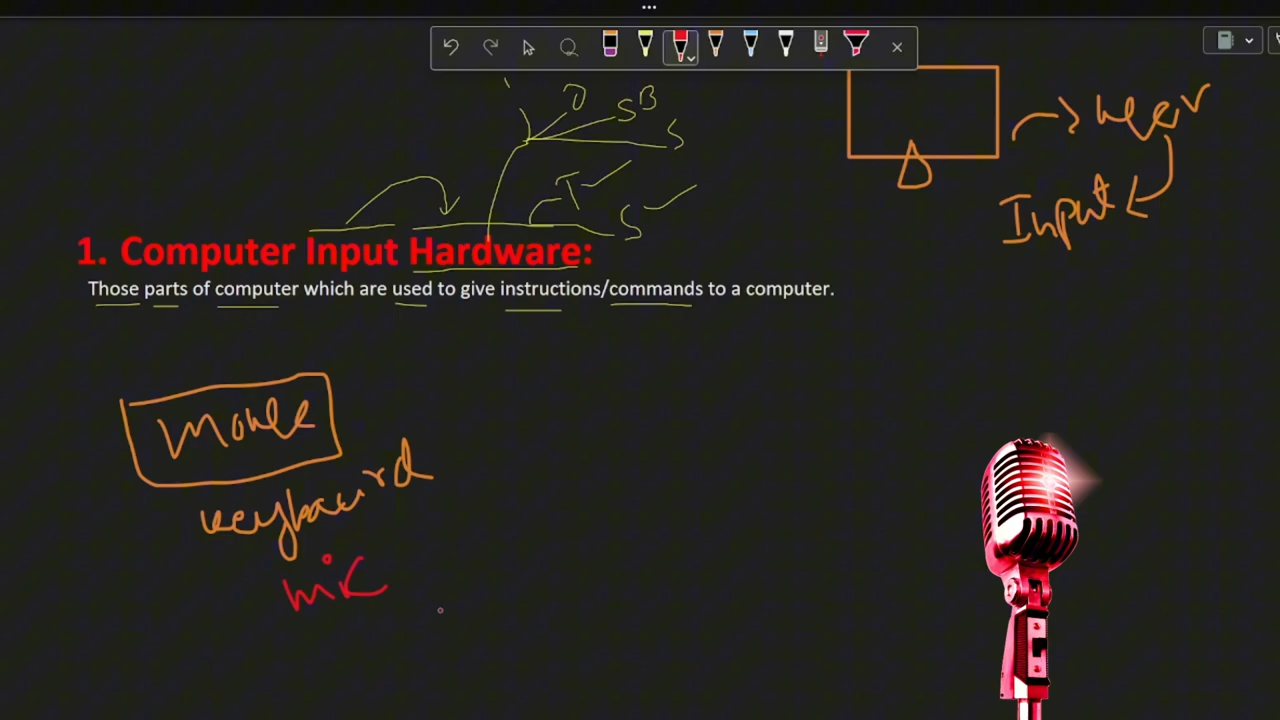 D
SB
S
user
T
S
Input
1. Computer Input Hardware:
Those parts of computer which are used to give instructions/commands to a computer.
mouse
keyboard
mic